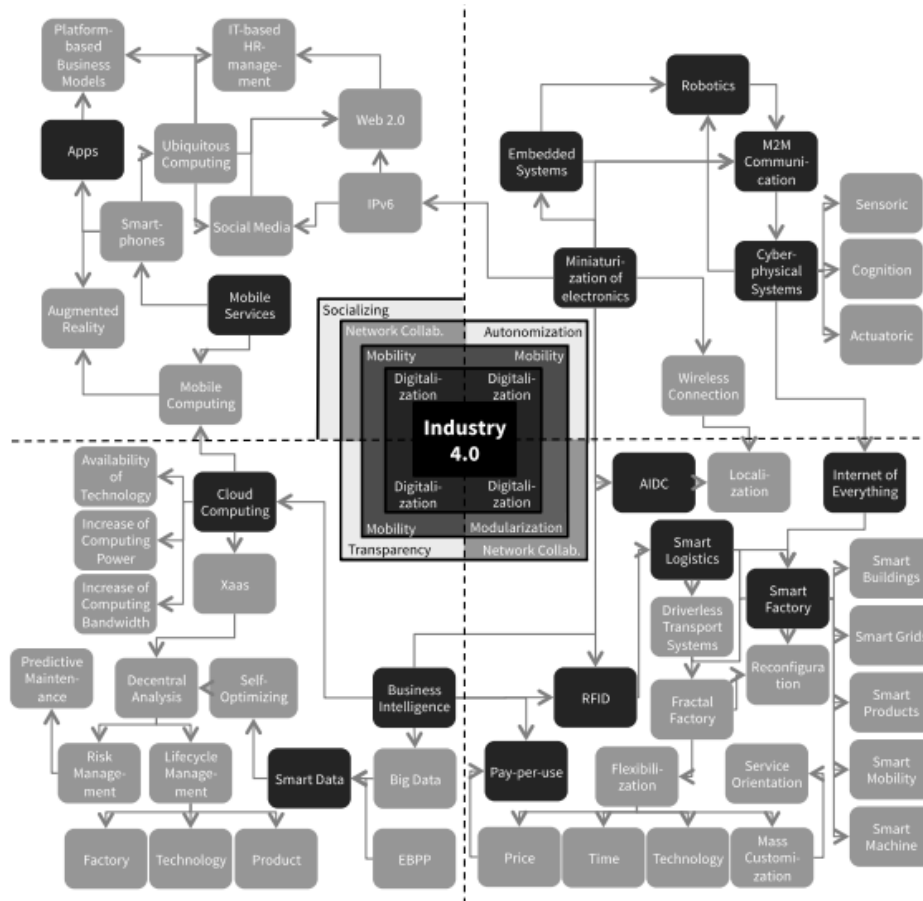 Platform-
based
Business
Models
IT-based
HR-
management
Web 2.0
Apps
Ubiquitous
Computing
Smart-
phones
Social Media
IPv6
Augmented
Reality
Mobile
Services
Mobile
Computing
Robotics
Embedded
Systems
M2M
Communi-
cation
Sensoric
Miniaturi-
zation of
electronics
Cyber-
physical
Systems
Cognition
Actuatoric
Wireless
Connection
Socializing
Network Collab.
Autonomization
Mobility
Mobility
Digitali-
zation
Digitali-
zation
Industry
4.0
Digitali-
zation
Digitali-
zation
Mobility
Modularization
Transparency
Network Collab.
Availability
of
Technology
Cloud
Computing
Increase of
Computing
Power
Increase of
Computing
Bandwidth
Xaas
Predictive
Mainten-
ance
Decentral
Analysis
Self-
Optimizing
Business
Intelligence
Risk
Manage-
ment
Lifecycle
Manage-
ment
Smart Data
Big Data
Factory
Technology
Product
EBPP
AIDC
Locali-
zation
Internet of
Everything
Smart
Logistics
Smart
Factory
Smart
Buildings
Driverless
Transport
Systems
Smart Grids
Reconfigura-
tion
RFID
Fractal
Factory
Smart
Products
Pay-per-use
Flexibili-
zation
Service
Orientation
Smart
Mobility
Price
Time
Technology
Mass
Customi-
zation
Smart
Machine